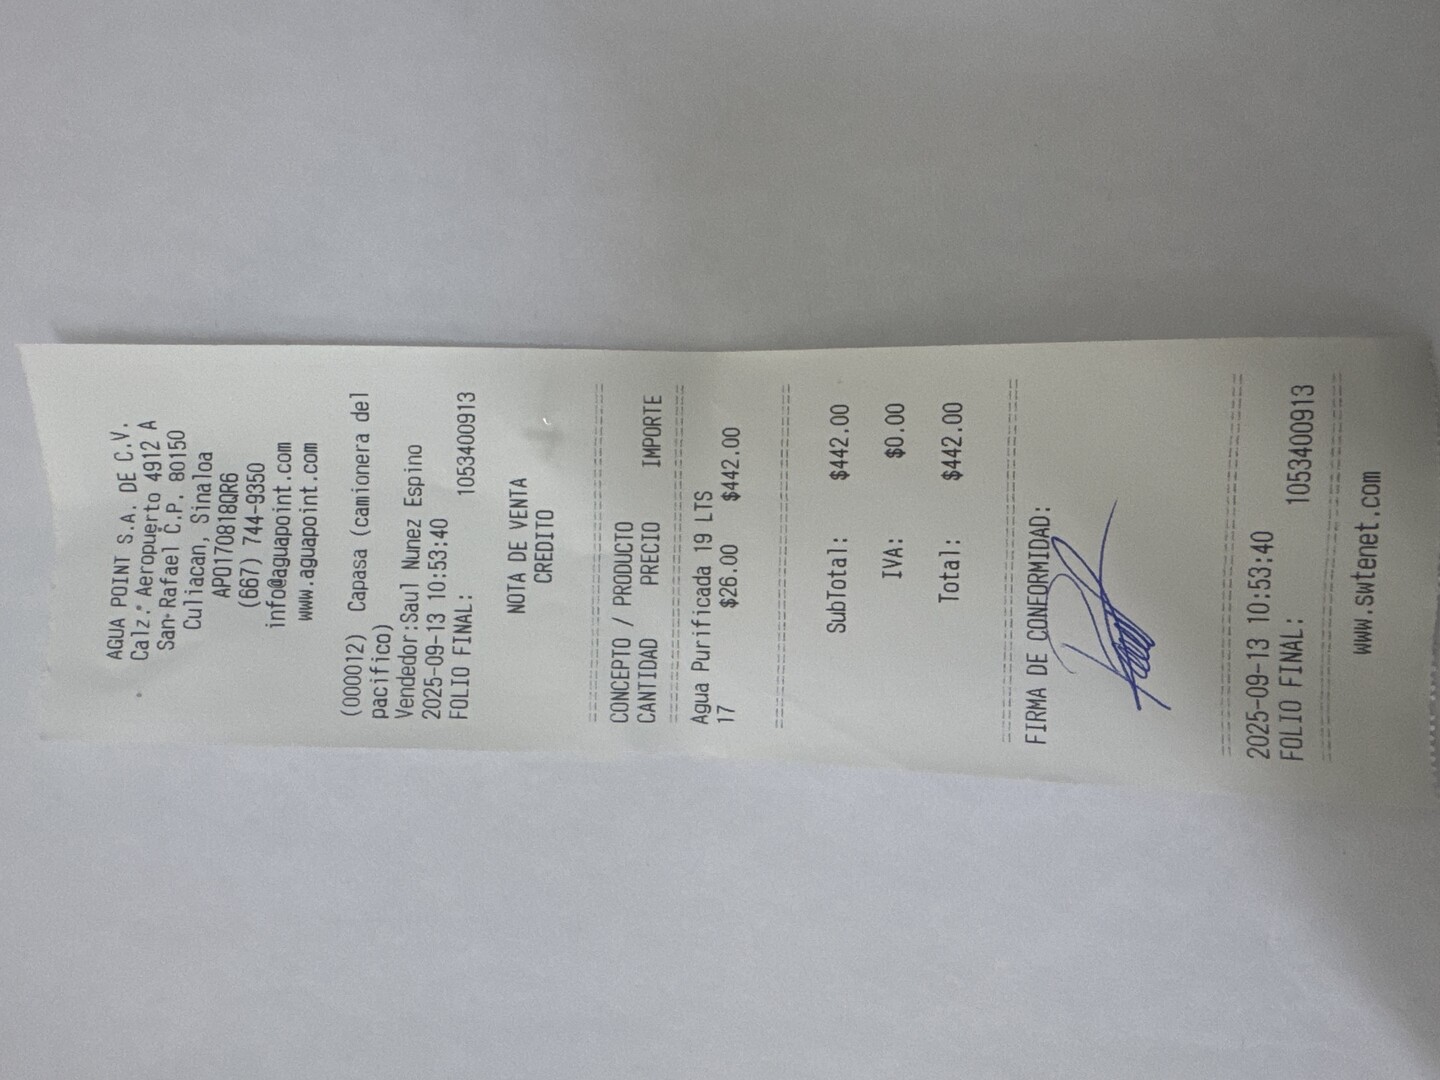 AGUA POINT S.A. DE C.V.
Calz. Aeropuerto 4912 A
San Rafael C.P. 80150
Culiacan, Sinaloa
APO170818QR6
(667) 744-9350
info@aguapoint.com
www.aguapoint.com
(000012) Capasa (camionera del
pacifico)
Vendedor:Saul Nunez Espino
2025-09-13 10:53:40
FOLIO FINAL: 1053400913
NOTA DE VENTA
CREDITO
CONCEPTO / PRODUCTO
CANTIDAD PRECIO IMPORTE
Agua Purificada 19 LTS
17 $26.00 $442.00
SubTotal: $442.00
IVA: $0.00
Total: $442.00
FIRMA DE CONFORMIDAD:
2025-09-13 10:53:40
FOLIO FINAL: 1053400913
www.swtenet.com